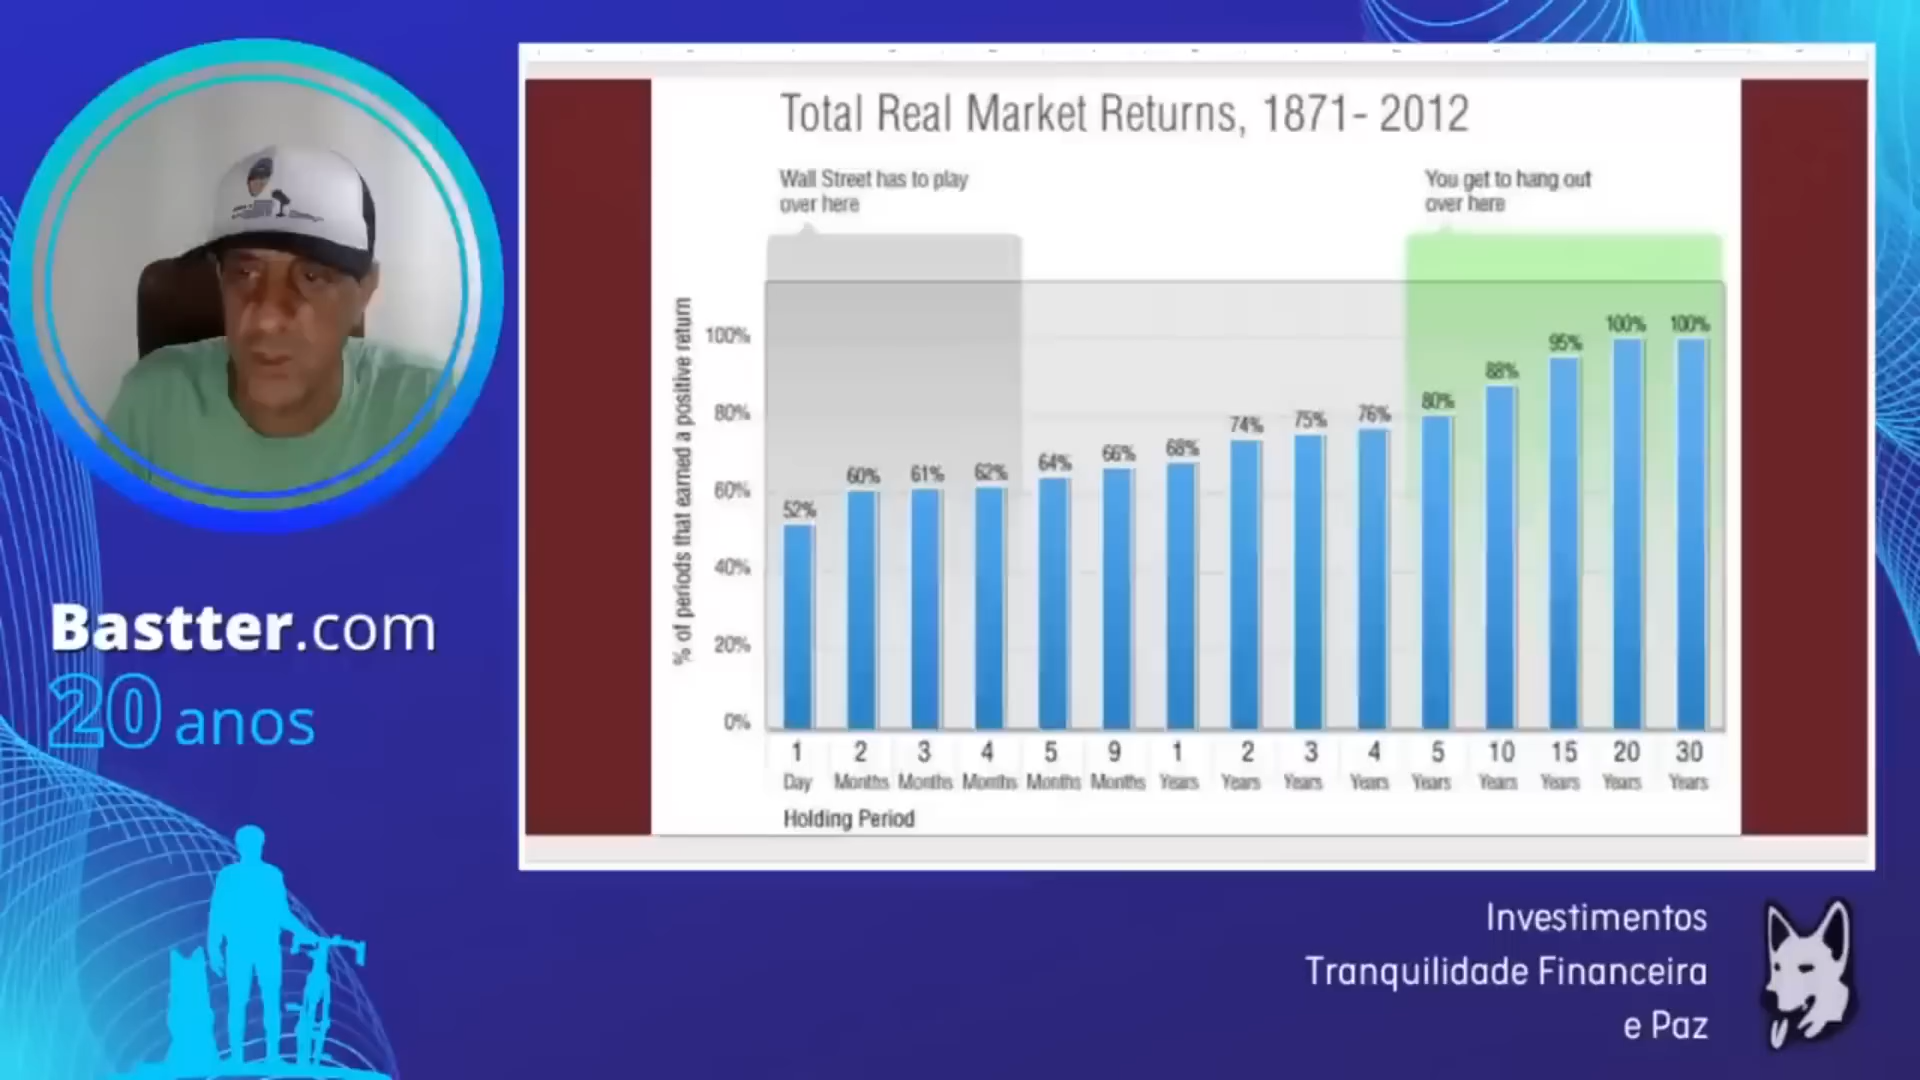 Bastter.com
20 anos
Total Real Market Returns, 1871- 2012
Wall Street has to play
over here
You get to hang out
over here
% of periods that earned a positive return
100%
80%
60%
40%
20%
0%
52%
60%
61%
62%
64%
66%
68%
74%
75%
76%
80%
88%
95%
100%
100%
1 2 3 4 5 9 1 2 3 4 5 10 15 20 30
Day Months Months Months Months Months Years Years Years Years Years Years Years Years Years
Holding Period
Investimentos
Tranquilidade Financeira
e Paz